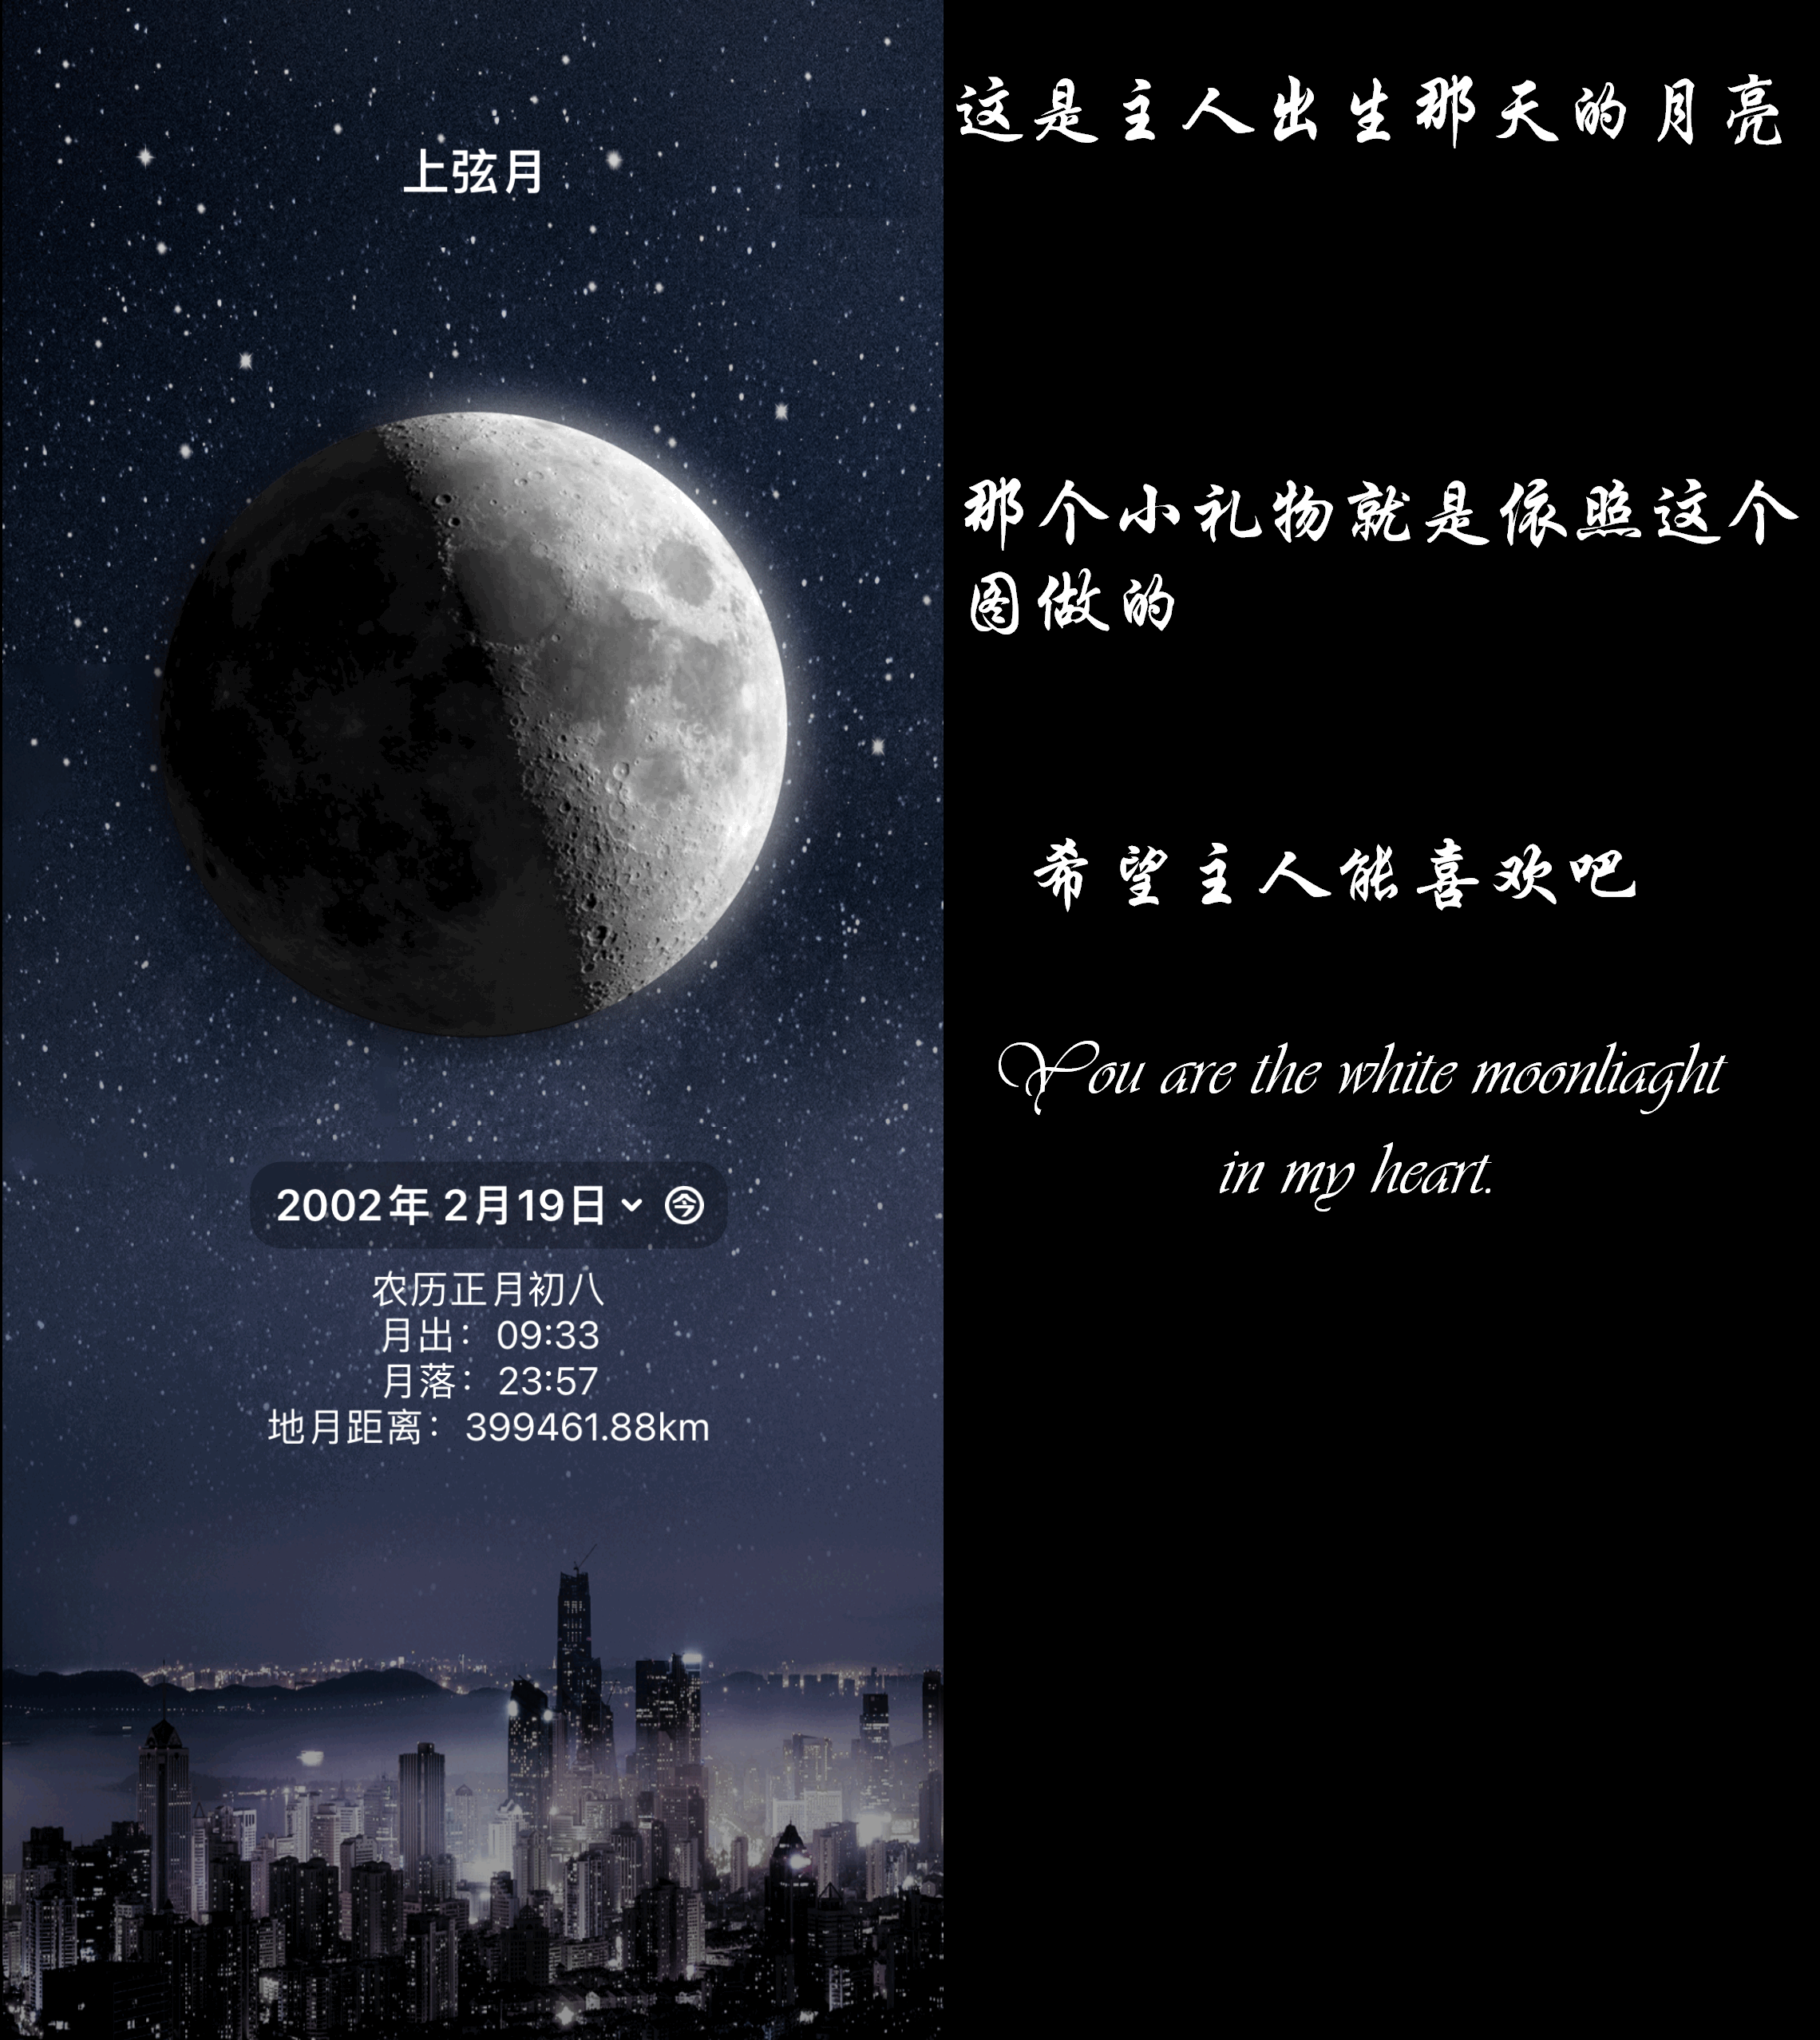 上弦月
2002年 2月19日 今
农历正月初八
月出：09:33
月落：23:57
地月距离：399461.88km
这是主人出生那天的月亮
那个小礼物就是依照这个
图做的
希望主人能喜欢吧
You are the white moonliaght
in my heart.